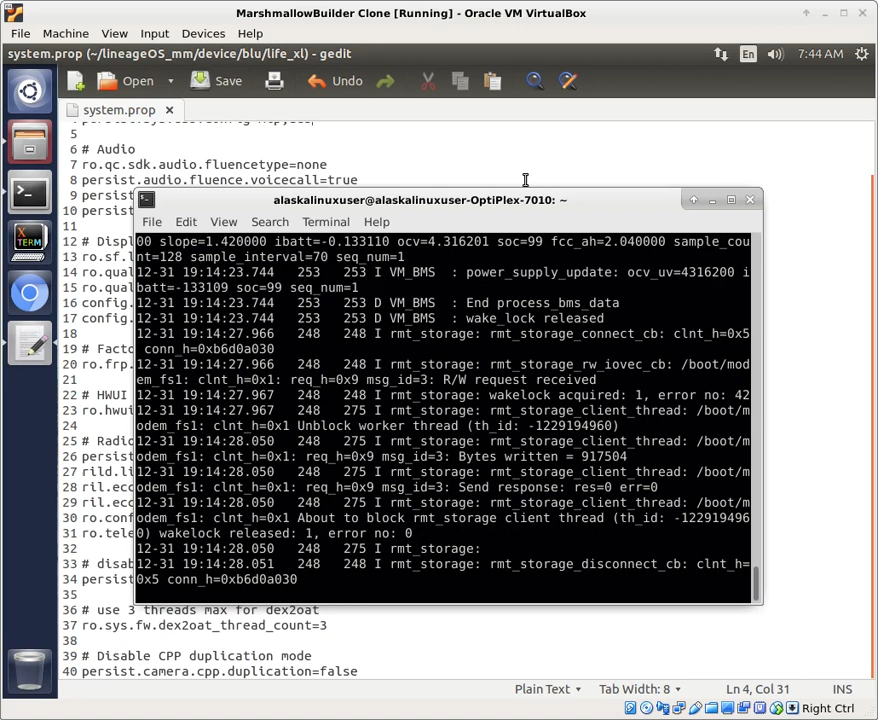 MarshmallowBuilder Clone [Running] - Oracle VM VirtualBox
File Machine View Input Devices Help
system.prop (~/lineageOS_mm/device/blu/life_xl) - gedit
En 7:44 AM
Open Save Undo
system.prop ×
5
6 # Audio
7 ro.qc.sdk.audio.fluencetype=none
8 persist.audio.fluence.voicecall=true
9 persist
10 persist
11
12 # Displ
13 ro.sf.l
14 ro.qual
15 ro.qual
16 config.
17 config.
18
19 # Facto
20 ro.frp.
21
22 # HWUI
23 ro.hwui
24
25 # Radio
26 persist
27 rild.li
28 ril.ecc
29 ril.ecc
30 ro.conf
31 ro.tele
32
33 # disab
34 persist
35
36 # use 3 threads max for dex2oat
37 ro.sys.fw.dex2oat_thread_count=3
38
39 # Disable CPP duplication mode
40 persist.camera.cpp.duplication=false
Plain Text Tab Width: 8 Ln 4, Col 31 INS
Right Ctrl
alaskalinuxuser@alaskalinuxuser-OptiPlex-7010: ~
File Edit View Search Terminal Help
00 slope=1.420000 ibatt=-0.133110 ocv=4.316201 soc=99 fcc_ah=2.040000 sample_cou
nt=128 sample_interval=70 seq_num=1
12-31 19:14:23.744 253 253 I VM_BMS : power_supply_update: ocv_uv=4316200 i
batt=-133109 soc=99 seq_num=1
12-31 19:14:23.744 253 253 D VM_BMS : End process_bms_data
12-31 19:14:23.744 253 253 D VM_BMS : wake_lock released
12-31 19:14:27.966 248 248 I rmt_storage: rmt_storage_connect_cb: clnt_h=0x5
conn_h=0xb6d0a030
12-31 19:14:27.966 248 248 I rmt_storage: rmt_storage_rw_iovec_cb: /boot/mod
em_fs1: clnt_h=0x1: req_h=0x9 msg_id=3: R/W request received
12-31 19:14:27.967 248 248 I rmt_storage: wakelock acquired: 1, error no: 42
12-31 19:14:27.967 248 275 I rmt_storage: rmt_storage_client_thread: /boot/m
odem_fs1: clnt_h=0x1 Unblock worker thread (th_id: -1229194960)
12-31 19:14:28.050 248 275 I rmt_storage: rmt_storage_client_thread: /boot/m
odem_fs1: clnt_h=0x1: req_h=0x9 msg_id=3: Bytes written = 917504
12-31 19:14:28.050 248 275 I rmt_storage: rmt_storage_client_thread: /boot/m
odem_fs1: clnt_h=0x1: req_h=0x9 msg_id=3: Send response: res=0 err=0
12-31 19:14:28.050 248 275 I rmt_storage: rmt_storage_client_thread: /boot/m
odem_fs1: clnt_h=0x1 About to block rmt_storage client thread (th_id: -122919496
0) wakelock released: 1, error no: 0
12-31 19:14:28.050 248 275 I rmt_storage:
12-31 19:14:28.051 248 248 I rmt_storage: rmt_storage_disconnect_cb: clnt_h=
0x5 conn_h=0xb6d0a030